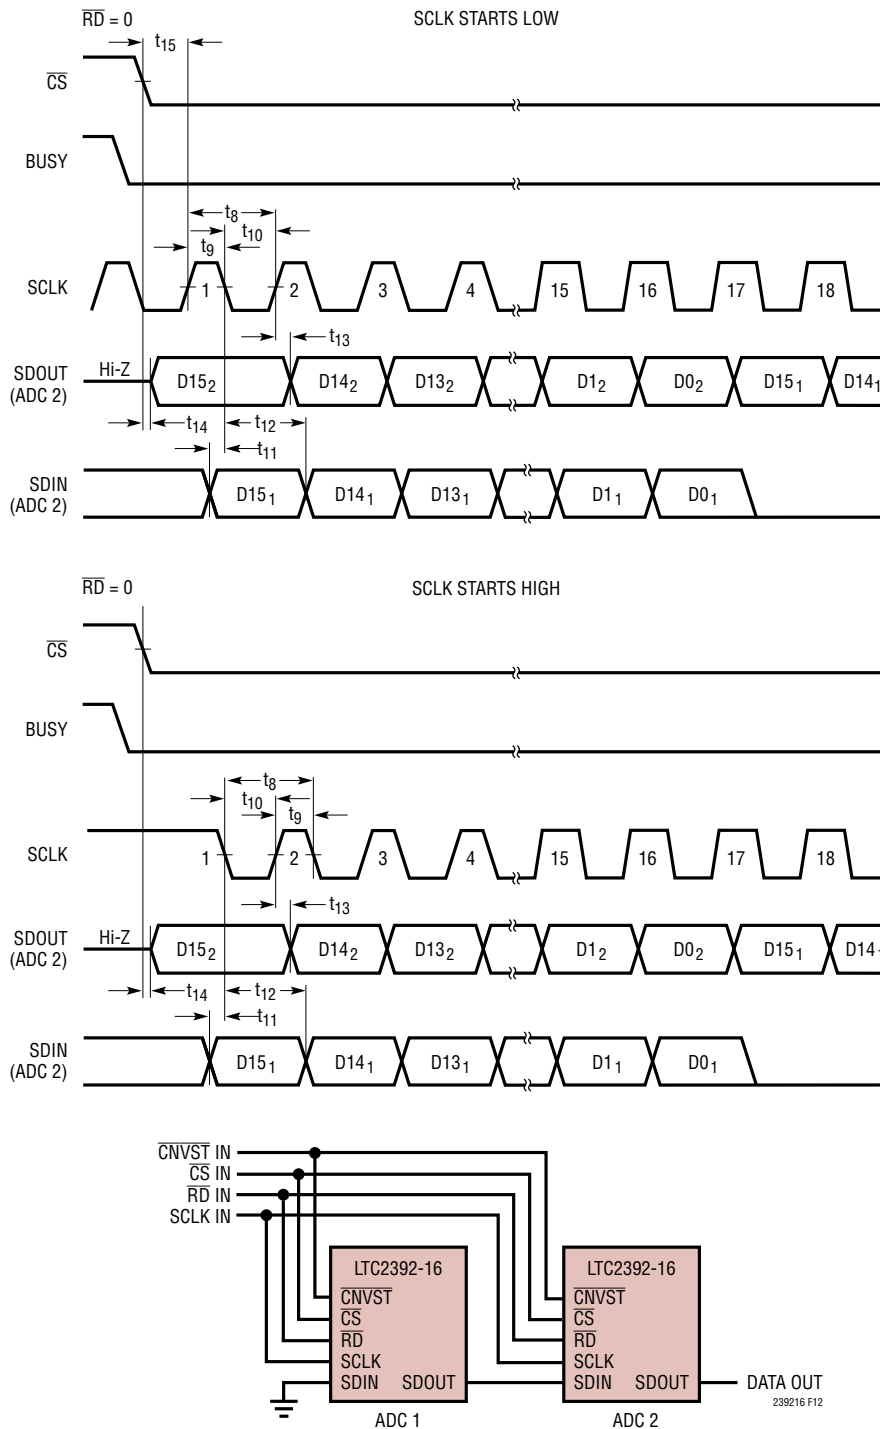 RD = 0
SCLK STARTS LOW
t15
CS
BUSY
t8
t10
t9
SCLK
1
2
3
4
15
16
17
18
t13
SDOUT
(ADC 2)
Hi-Z
D152
D142
D132
D12
D02
D151
D141
t14
t12
t11
SDIN
(ADC 2)
D151
D141
D131
D11
D01
RD = 0
SCLK STARTS HIGH
CS
BUSY
t8
t10
t9
SCLK
1
2
3
4
15
16
17
18
t13
SDOUT
(ADC 2)
Hi-Z
D152
D142
D132
D12
D02
D151
D14
t14
t12
t11
SDIN
(ADC 2)
D151
D141
D131
D11
D01
CNVST IN
CS IN
RD IN
SCLK IN
LTC2392-16
CNVST
CS
RD
SCLK
SDIN SDOUT
ADC 1
LTC2392-16
CNVST
CS
RD
SCLK
SDIN SDOUT
ADC 2
DATA OUT
239216 F12